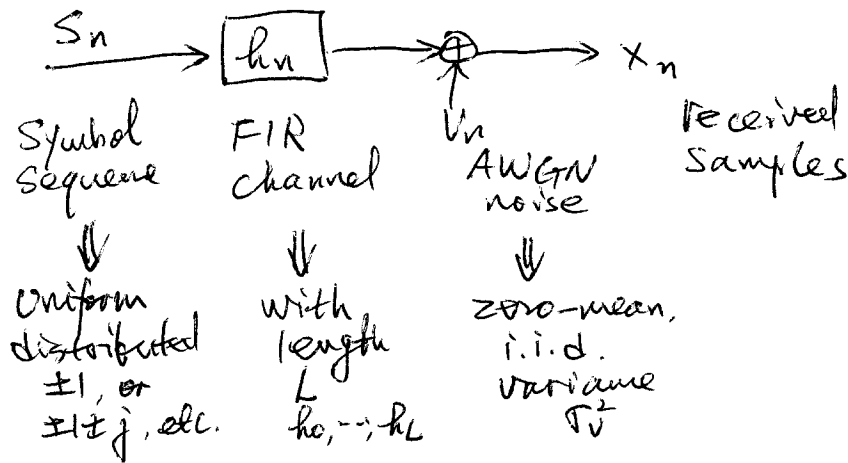 Sn
hn
xn
Vn
Symbol
Sequene
FIR
Channel
AWGN
noise
received
Samples
⇓ ⇓ ⇓
Uniform
distributed
±1, or
±1±j, etc.
with
length
L
h0, ..., hL
zero-mean,
i.i.d.
variance
σv²